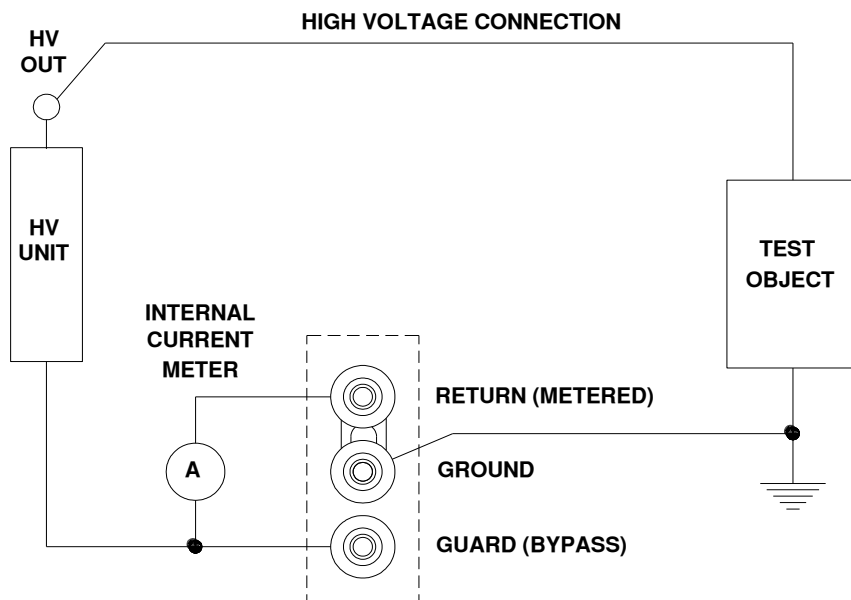 HIGH VOLTAGE CONNECTION
HV
OUT
HV
UNIT
TEST
OBJECT
INTERNAL
CURRENT
METER
RETURN (METERED)
A
GROUND
GUARD (BYPASS)